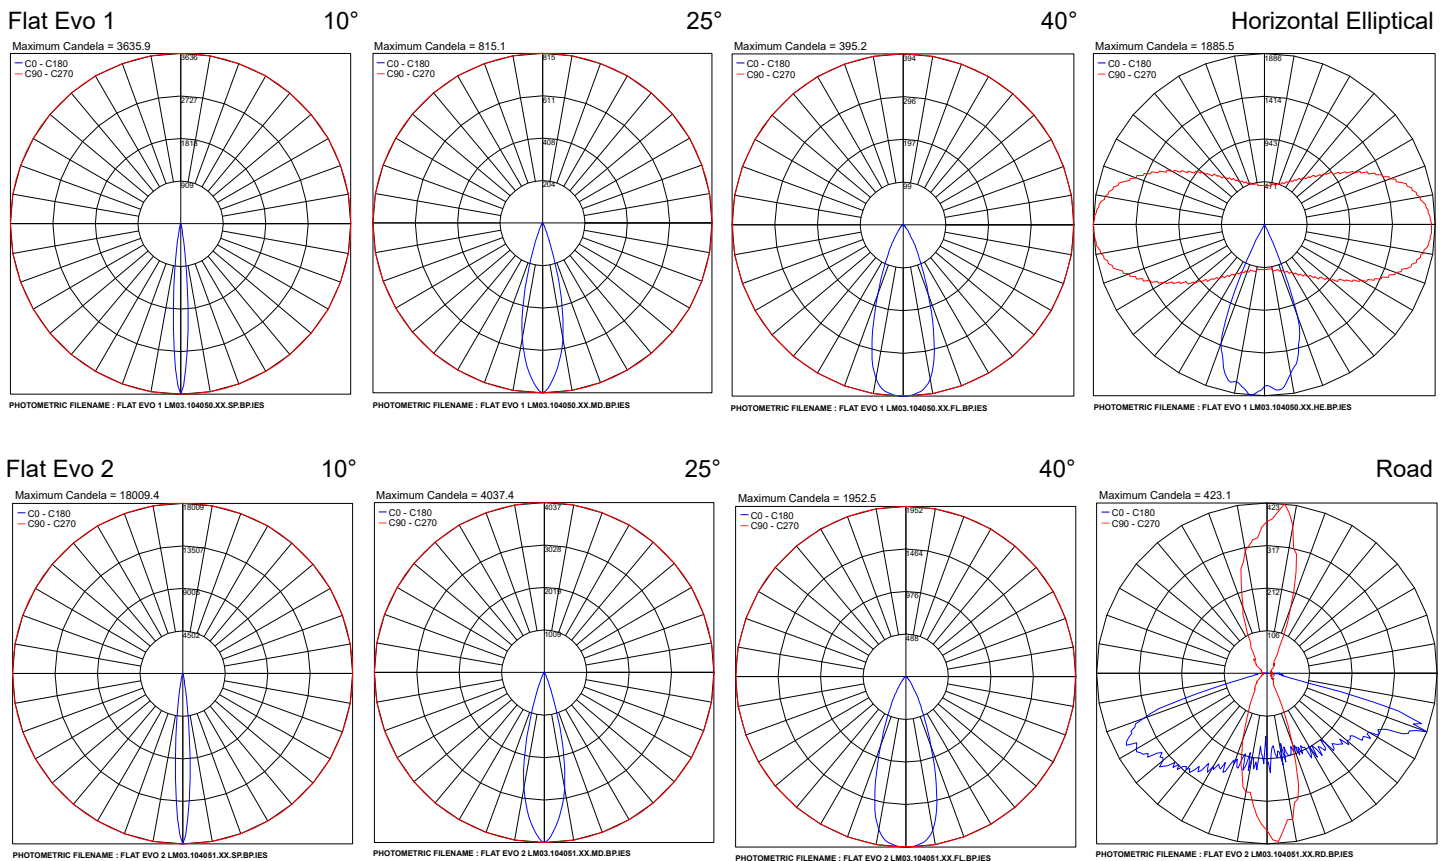 Flat Evo 1
10°
25°
40°
Horizontal Elliptical
Maximum Candela = 3635.9
C0 - C180
C90 - C270
3636
2727
1818
909
PHOTOMETRIC FILENAME : FLAT EVO 1 LM03.104050.XX.SP.BP.IES
Maximum Candela = 815.1
C0 - C180
C90 - C270
815
611
408
204
PHOTOMETRIC FILENAME : FLAT EVO 1 LM03.104050.XX.MD.BP.IES
Maximum Candela = 395.2
C0 - C180
C90 - C270
394
296
197
99
PHOTOMETRIC FILENAME : FLAT EVO 1 LM03.104050.XX.FL.BP.IES
Maximum Candela = 1885.5
C0 - C180
C90 - C270
1886
1414
943
471
PHOTOMETRIC FILENAME : FLAT EVO 1 LM03.104050.XX.HE.BP.IES
Flat Evo 2
10°
25°
40°
Road
Maximum Candela = 18009.4
C0 - C180
C90 - C270
18009
13507
9005
4502
PHOTOMETRIC FILENAME : FLAT EVO 2 LM03.104051.XX.SP.BP.IES
Maximum Candela = 4037.4
C0 - C180
C90 - C270
4037
3028
2019
1009
PHOTOMETRIC FILENAME : FLAT EVO 2 LM03.104051.XX.MD.BP.IES
Maximum Candela = 1952.5
C0 - C180
C90 - C270
1952
1464
976
488
PHOTOMETRIC FILENAME : FLAT EVO 2 LM03.104051.XX.FL.BP.IES
Maximum Candela = 423.1
C0 - C180
C90 - C270
423
317
212
106
PHOTOMETRIC FILENAME : FLAT EVO 2 LM03.104051.XX.RD.BP.IES